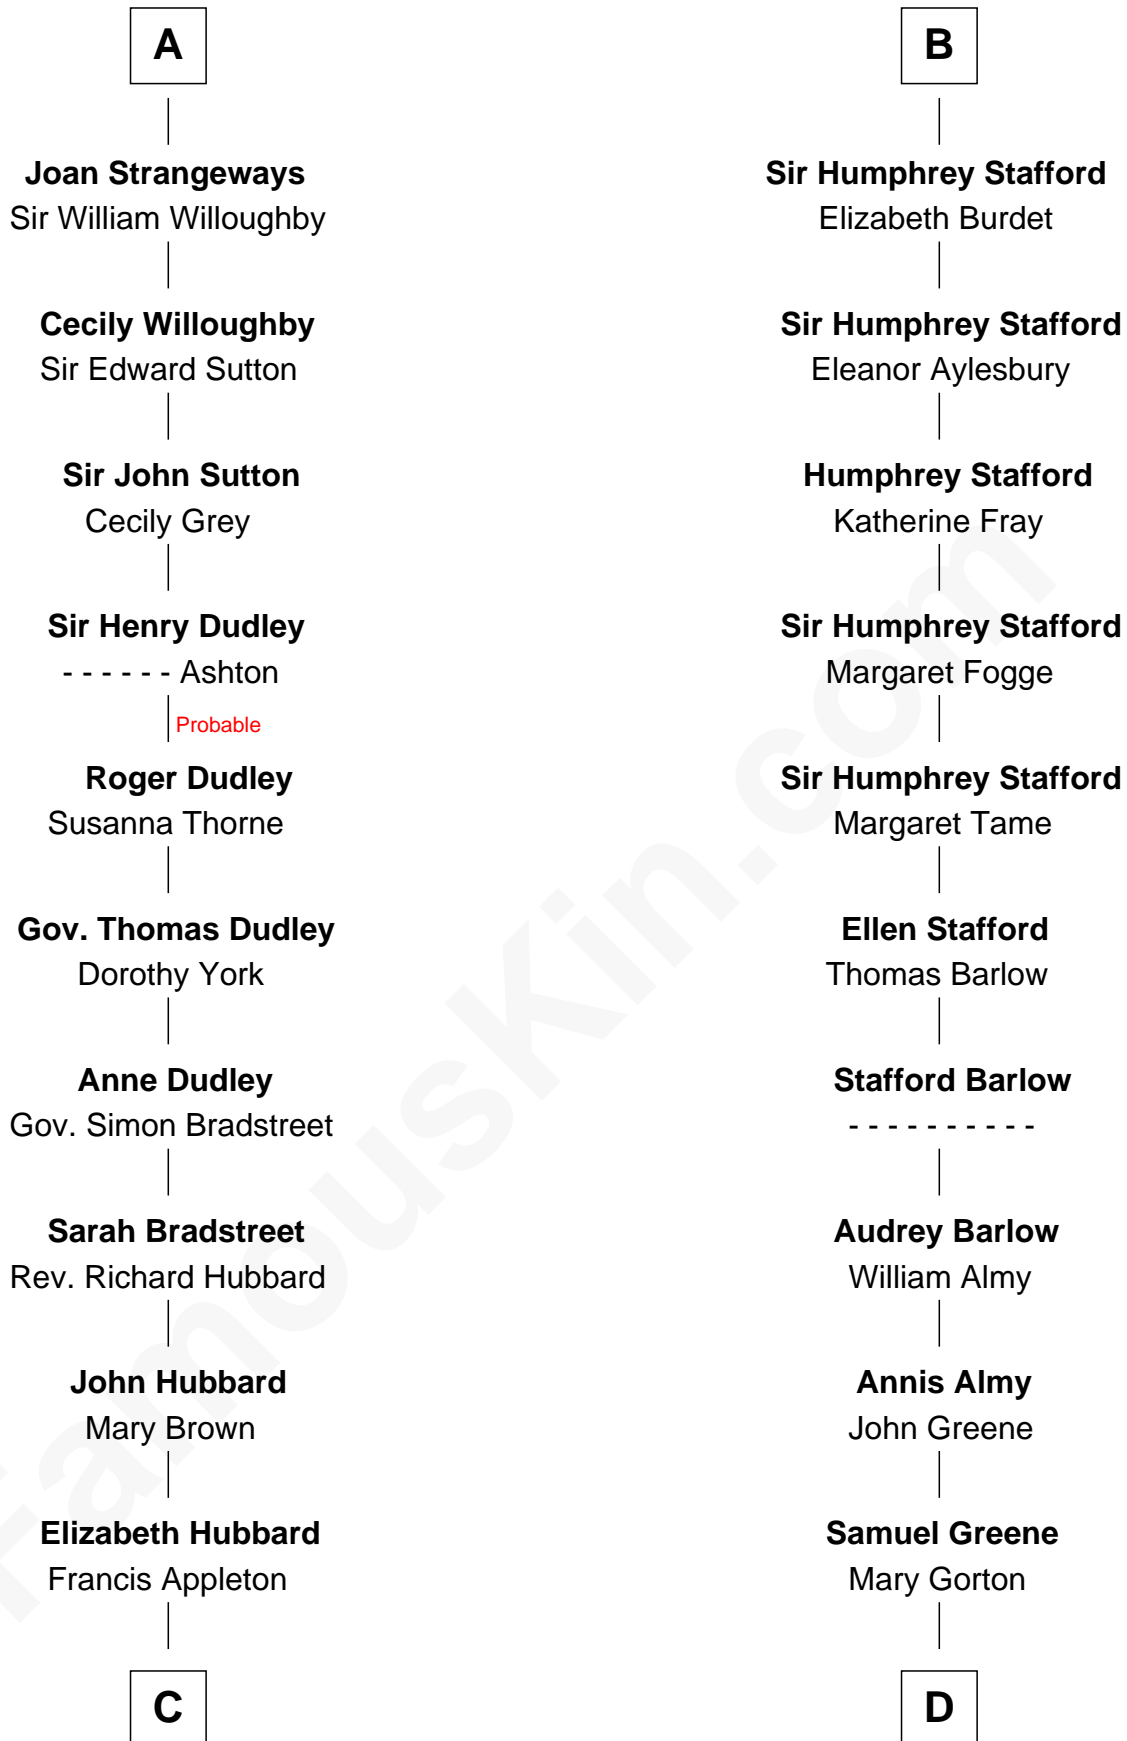 A
Joan Strangeways
Sir William Willoughby
Cecily Willoughby
Sir Edward Sutton
Sir John Sutton
Cecily Grey
Sir Henry Dudley
- - - - - - Ashton
Probable
Roger Dudley
Susanna Thorne
Gov. Thomas Dudley
Dorothy York
Anne Dudley
Gov. Simon Bradstreet
Sarah Bradstreet
Rev. Richard Hubbard
John Hubbard
Mary Brown
Elizabeth Hubbard
Francis Appleton
C
B
Sir Humphrey Stafford
Elizabeth Burdet
Sir Humphrey Stafford
Eleanor Aylesbury
Humphrey Stafford
Katherine Fray
Sir Humphrey Stafford
Margaret Fogge
Sir Humphrey Stafford
Margaret Tame
Ellen Stafford
Thomas Barlow
Stafford Barlow
- - - - - - - - - -
Audrey Barlow
William Almy
Annis Almy
John Greene
Samuel Greene
Mary Gorton
D
FamousKin.com